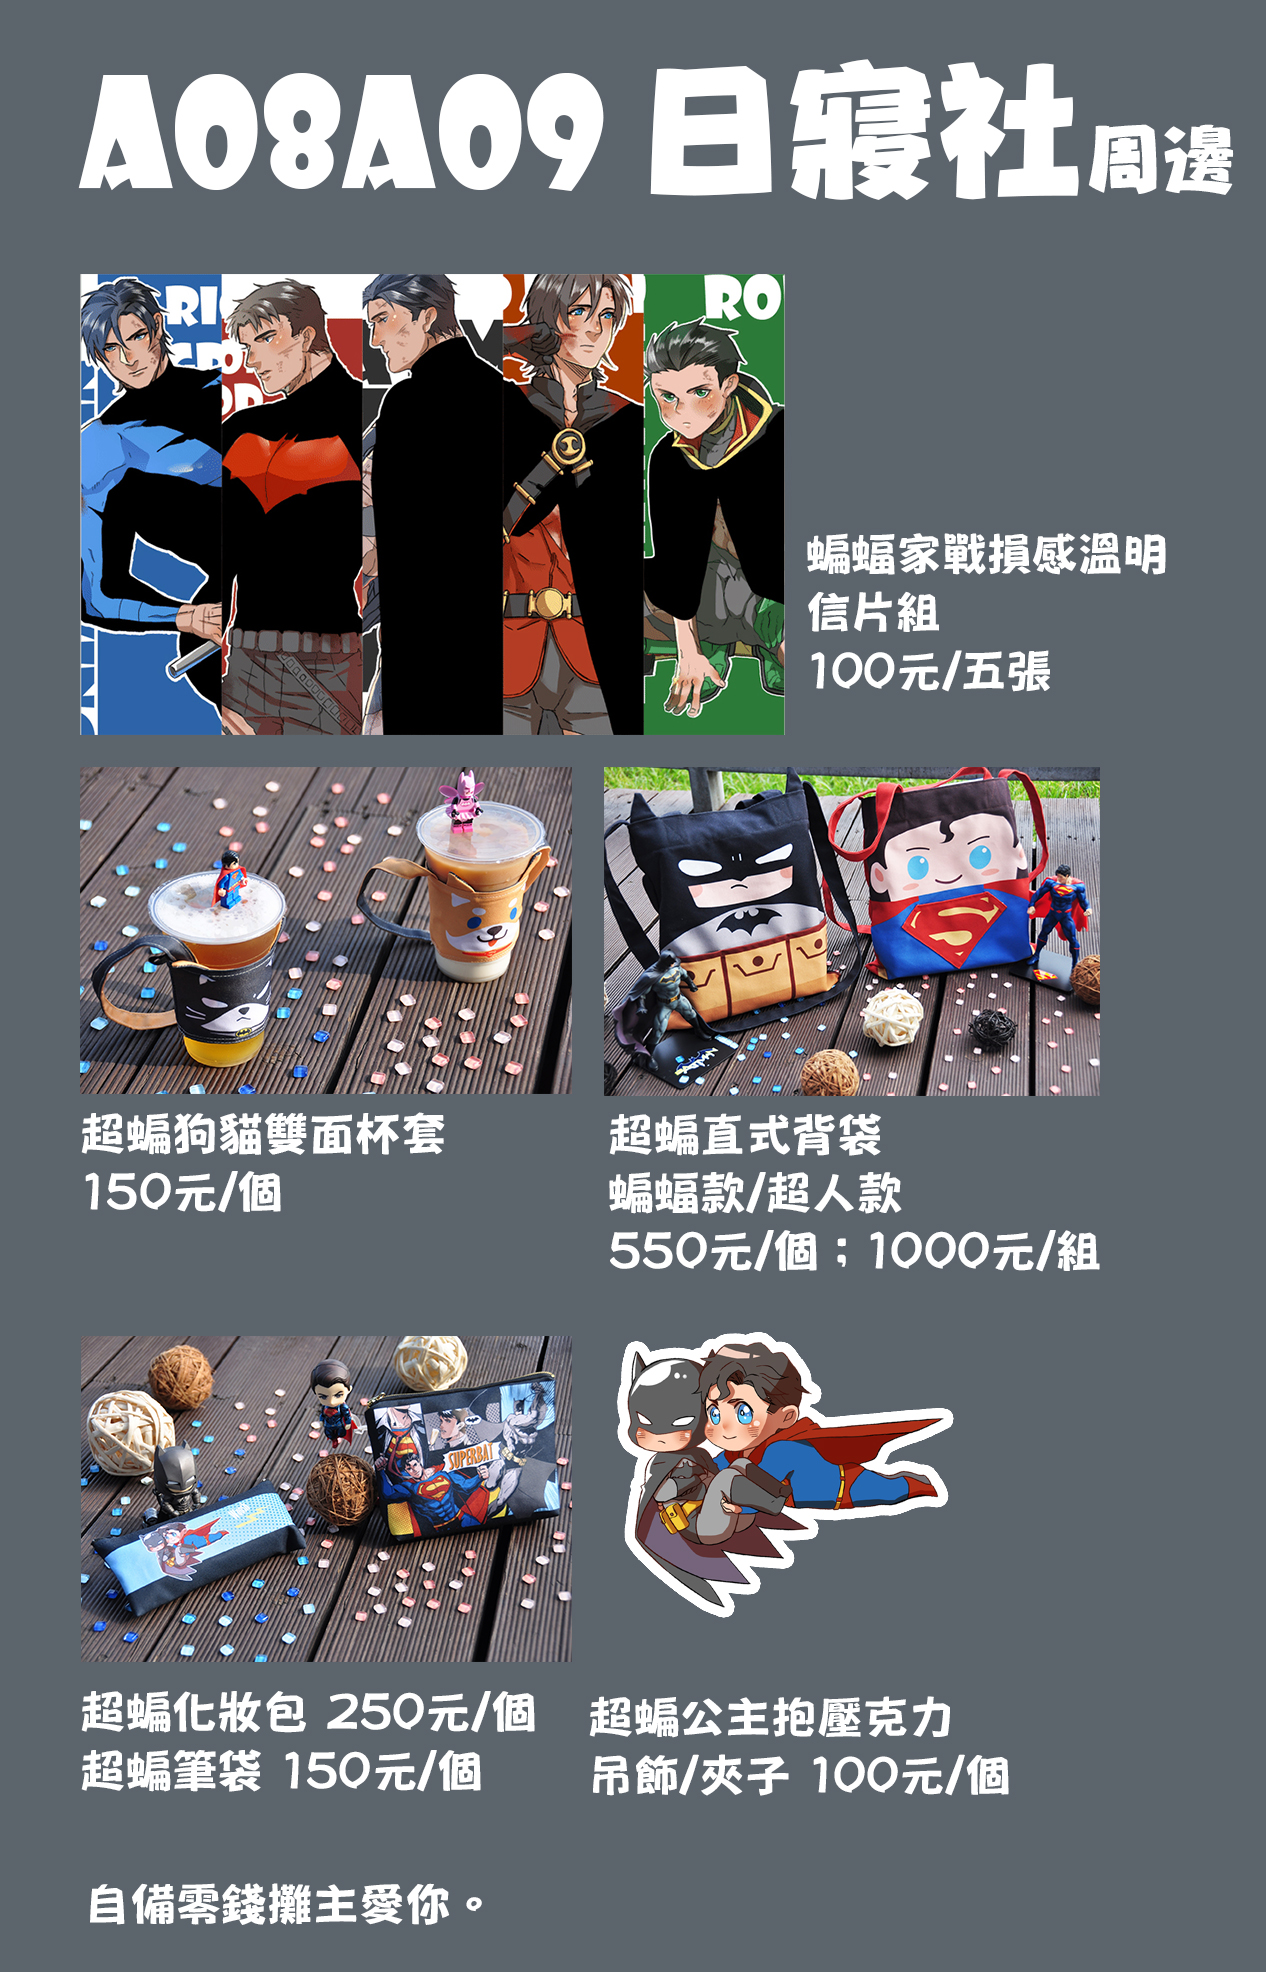 A08A09 日寢社周邊
RI
RO
蝙蝠家戰損感溫明
信片組
100元/五張
超蝙狗貓雙面杯套
150元/個
超蝙直式背袋
蝙蝠款/超人款
550元/個；1000元/組
SUPERBAT
超蝙化妝包 250元/個
超蝙筆袋 150元/個
超蝙公主抱壓克力
吊飾/夾子 100元/個
自備零錢攤主愛你。